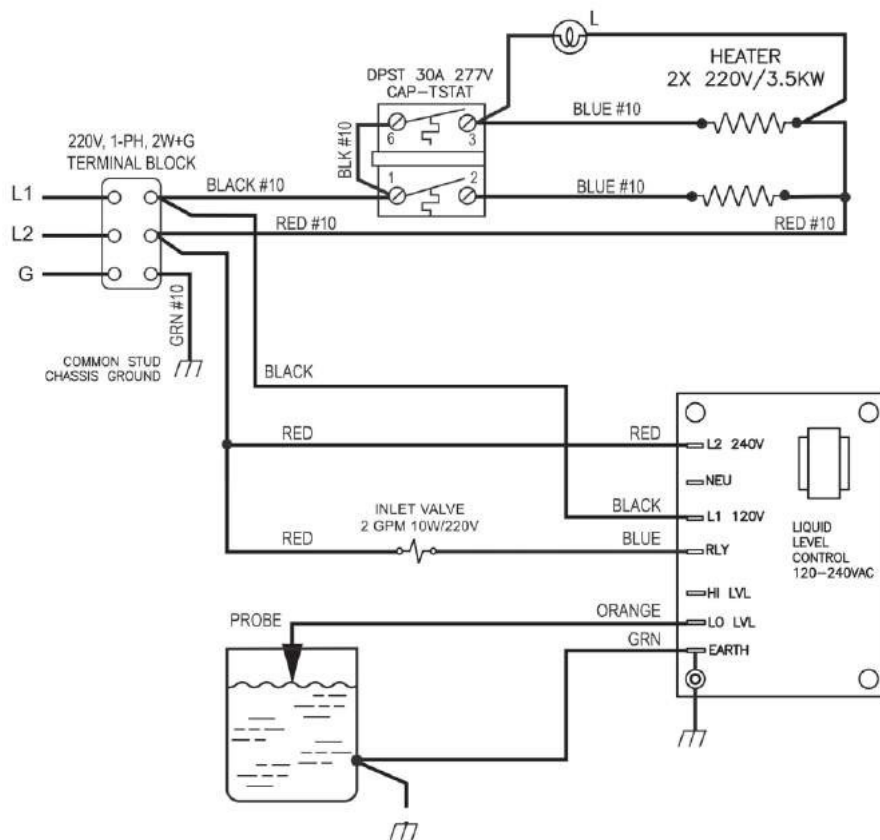 L
HEATER
2X 220V/3.5KW
DPST 30A 277V
CAP-TSTAT
BLUE #10
6
3
BLK #10
220V, 1-PH, 2W+G
TERMINAL BLOCK
1
2
L1
BLACK #10
BLUE #10
L2
RED #10
RED #10
G
GRN #10
COMMON STUD
CHASSIS GROUND
BLACK
RED
RED
L2 240V
NEU
BLACK
L1 120V
INLET VALVE
2 GPM 10W/220V
RED
BLUE
RLY
LIQUID
LEVEL
CONTROL
120-240VAC
HI LVL
PROBE
ORANGE
LO LVL
GRN
EARTH